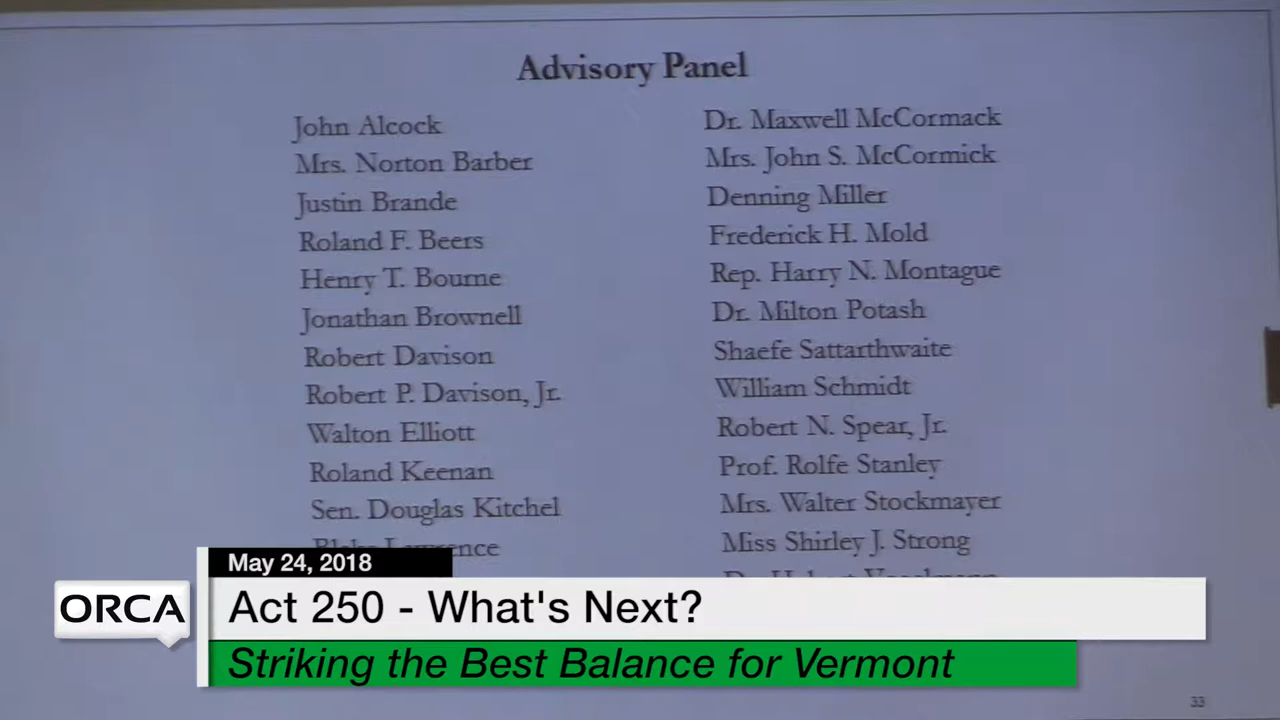 Advisory Panel
John Alcock
Mrs. Norton Barber
Justin Brande
Roland F. Beers
Henry T. Bourne
Jonathan Brownell
Robert Davison
Robert P. Davison, Jr.
Walton Elliott
Roland Keenan
Sen. Douglas Kitchel
Dr. Maxwell McCormack
Mrs. John S. McCormick
Denning Miller
Frederick H. Mold
Rep. Harry N. Montague
Dr. Milton Potash
Shaefe Sattarthwaite
William Schmidt
Robert N. Spear, Jr.
Prof. Rolfe Stanley
Mrs. Walter Stockmayer
Miss Shirley J. Strong
May 24, 2018
ORCA
Act 250 - What's Next?
Striking the Best Balance for Vermont
33